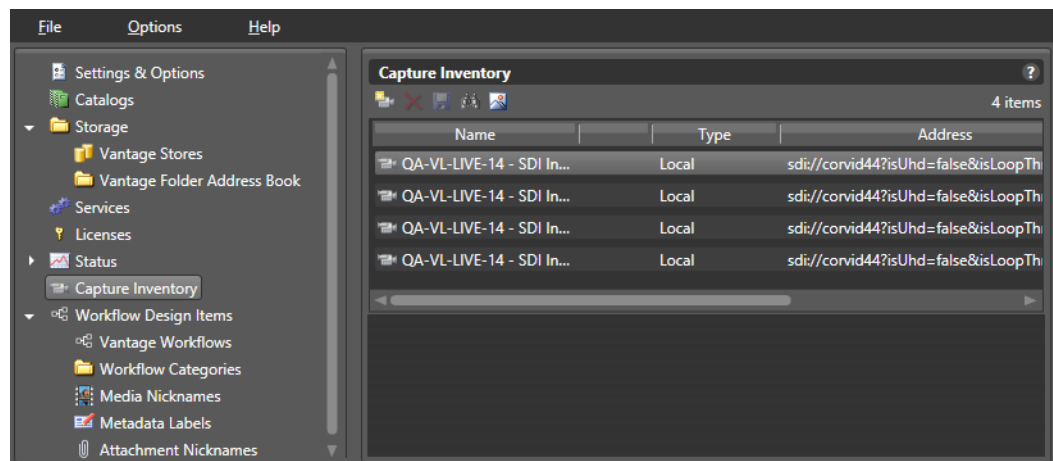 File Options Help
Settings & Options
Catalogs
Storage
Vantage Stores
Vantage Folder Address Book
Services
Licenses
Status
Capture Inventory
Workflow Design Items
Vantage Workflows
Workflow Categories
Media Nicknames
Metadata Labels
Attachment Nicknames
Capture Inventory ?
4 items
Name Type Address
QA-VL-LIVE-14 - SDI In... Local sdi://corvid44?isUhd=false&isLoopThr
QA-VL-LIVE-14 - SDI In... Local sdi://corvid44?isUhd=false&isLoopThr
QA-VL-LIVE-14 - SDI In... Local sdi://corvid44?isUhd=false&isLoopThr
QA-VL-LIVE-14 - SDI In... Local sdi://corvid44?isUhd=false&isLoopThr